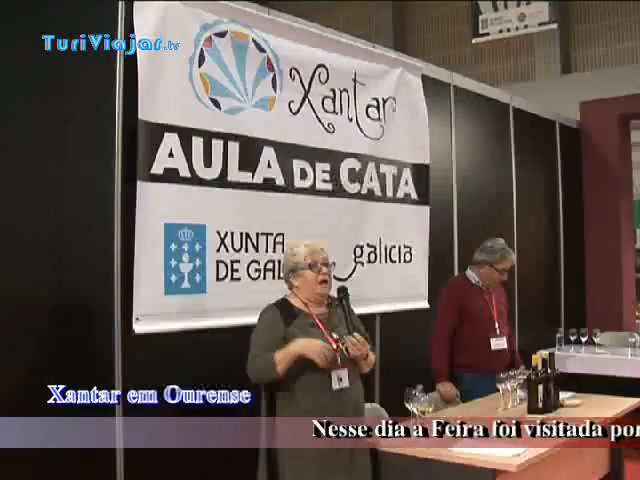 TuriViajar.tv
Xantar
AULA DE CATA
XUNTA
DE GAL
galicia
Xantar em Ourense
Nesse dia a Feira foi visitada por